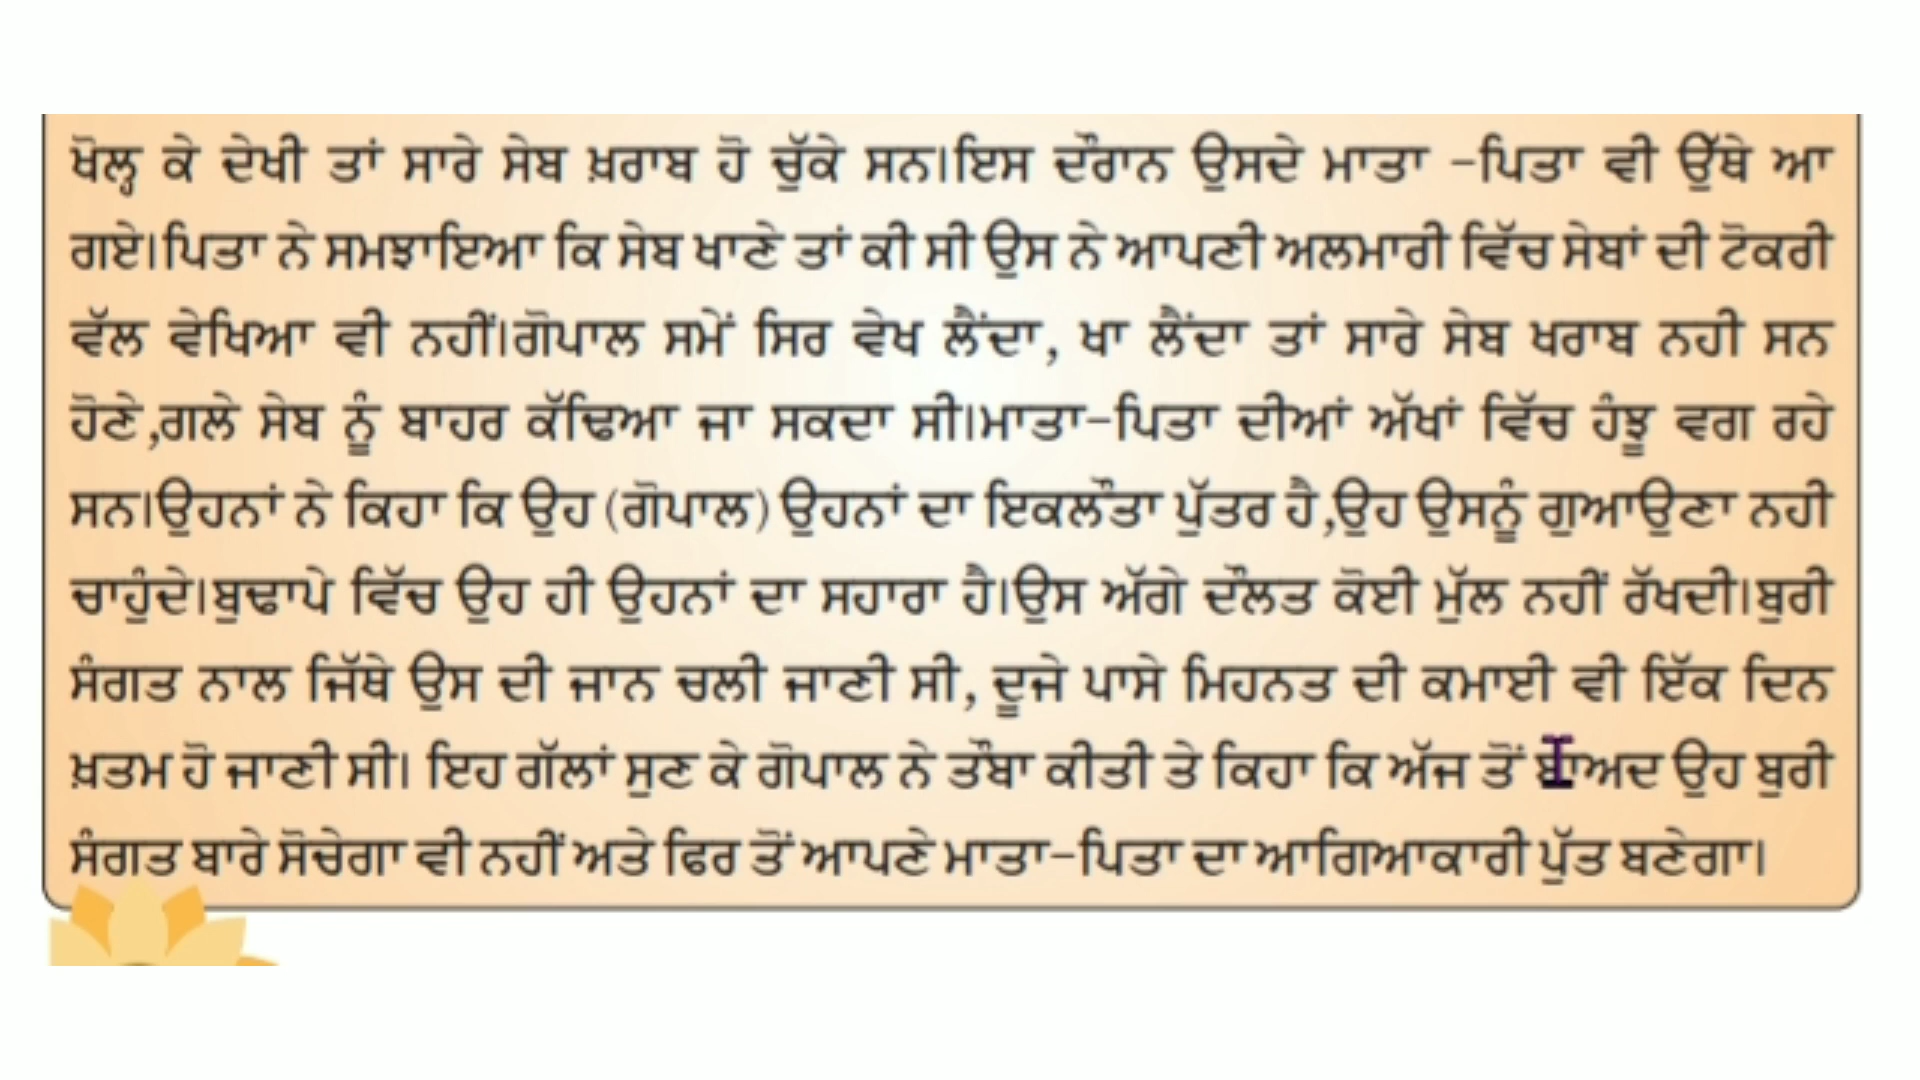 ਖੋਲ੍ਹ ਕੇ ਦੇਖੀ ਤਾਂ ਸਾਰੇ ਸੇਬ ਖ਼ਰਾਬ ਹੋ ਚੁੱਕੇ ਸਨ।ਇਸ ਦੌਰਾਨ ਉਸਦੇ ਮਾਤਾ -ਪਿਤਾ ਵੀ ਉੱਥੇ ਆ
ਗਏ।ਪਿਤਾ ਨੇ ਸਮਝਾਇਆ ਕਿ ਸੇਬ ਖਾਣੇ ਤਾਂ ਕੀ ਸੀ ਉਸ ਨੇ ਆਪਣੀ ਅਲਮਾਰੀ ਵਿੱਚ ਸੇਬਾਂ ਦੀ ਟੋਕਰੀ
ਵੱਲ ਵੇਖਿਆ ਵੀ ਨਹੀਂ।ਗੋਪਾਲ ਸਮੇਂ ਸਿਰ ਵੇਖ ਲੈਂਦਾ, ਖਾ ਲੈਂਦਾ ਤਾਂ ਸਾਰੇ ਸੇਬ ਖਰਾਬ ਨਹੀ ਸਨ
ਹੋਣੇ,ਗਲੇ ਸੇਬ ਨੂੰ ਬਾਹਰ ਕੱਢਿਆ ਜਾ ਸਕਦਾ ਸੀ।ਮਾਤਾ-ਪਿਤਾ ਦੀਆਂ ਅੱਖਾਂ ਵਿੱਚ ਹੰਝੂ ਵਗ ਰਹੇ
ਸਨ।ਉਹਨਾਂ ਨੇ ਕਿਹਾ ਕਿ ਉਹ (ਗੋਪਾਲ) ਉਹਨਾਂ ਦਾ ਇਕਲੌਤਾ ਪੁੱਤਰ ਹੈ,ਉਹ ਉਸਨੂੰ ਗੁਆਉਣਾ ਨਹੀ
ਚਾਹੁੰਦੇ।ਬੁਢਾਪੇ ਵਿੱਚ ਉਹ ਹੀ ਉਹਨਾਂ ਦਾ ਸਹਾਰਾ ਹੈ।ਉਸ ਅੱਗੇ ਦੌਲਤ ਕੋਈ ਮੁੱਲ ਨਹੀਂ ਰੱਖਦੀ।ਬੁਰੀ
ਸੰਗਤ ਨਾਲ ਜਿੱਥੇ ਉਸ ਦੀ ਜਾਨ ਚਲੀ ਜਾਣੀ ਸੀ, ਦੂਜੇ ਪਾਸੇ ਮਿਹਨਤ ਦੀ ਕਮਾਈ ਵੀ ਇੱਕ ਦਿਨ
ਖ਼ਤਮ ਹੋ ਜਾਣੀ ਸੀ। ਇਹ ਗੱਲਾਂ ਸੁਣ ਕੇ ਗੋਪਾਲ ਨੇ ਤੌਬਾ ਕੀਤੀ ਤੇ ਕਿਹਾ ਕਿ ਅੱਜ ਤੋਂ ਬਾਅਦ ਉਹ ਬੁਰੀ
ਸੰਗਤ ਬਾਰੇ ਸੋਚੇਗਾ ਵੀ ਨਹੀਂ ਅਤੇ ਫਿਰ ਤੋਂ ਆਪਣੇ ਮਾਤਾ-ਪਿਤਾ ਦਾ ਆਗਿਆਕਾਰੀ ਪੁੱਤ ਬਣੇਗਾ।